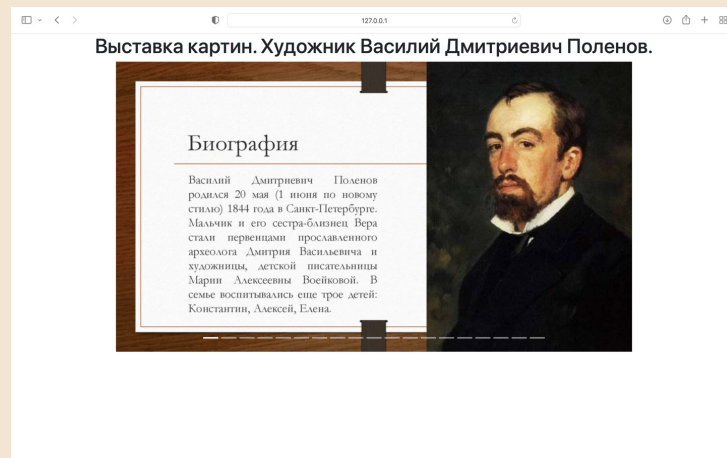 127.0.0.1
Выставка картин. Художник Василий Дмитриевич Поленов.
Биография
Василий Дмитриевич Поленов
родился 20 мая (1 июня по новому
стилю) 1844 года в Санкт-Петербурге.
Мальчик и его сестра-близнец Вера
стали первенцами прославленного
археолога Дмитрия Васильевича и
художницы, детской писательницы
Марии Алексеевны Воейковой. В
семье воспитывались еще трое детей:
Константин, Алексей, Елена.